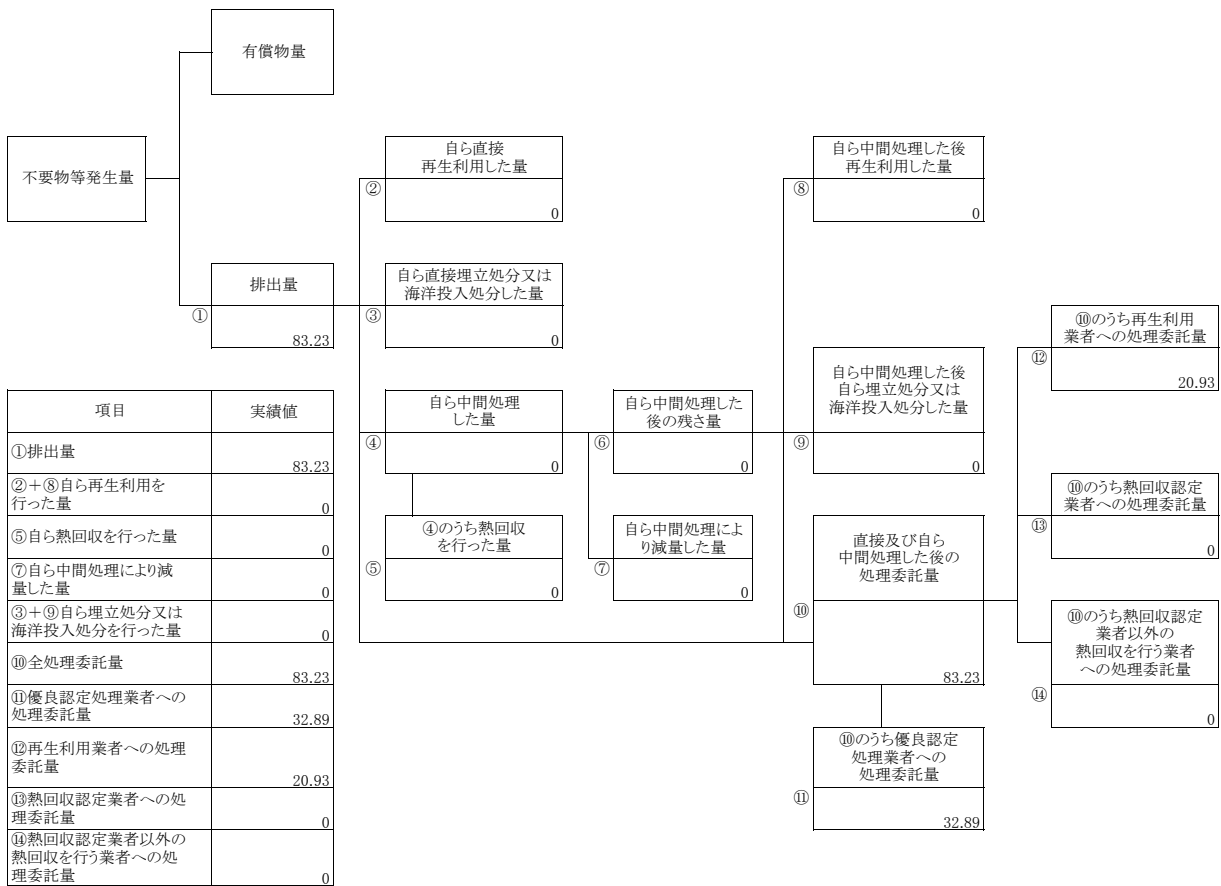 有償物量
不要物等発生量
排出量
①
83.23
自ら直接
再生利用した量
②
0
自ら直接埋立処分又は
海洋投入処分した量
③
0
自ら中間処理
した量
④
0
④のうち熱回収
を行った量
⑤
0
自ら中間処理した
後の残さ量
⑥
0
自ら中間処理によ
り減量した量
⑦
0
自ら中間処理した後
再生利用した量
⑧
0
自ら中間処理した後
自ら埋立処分又は
海洋投入処分した量
⑨
0
直接及び自ら
中間処理した後の
処理委託量
⑩
83.23
⑩のうち優良認定
処理業者への
処理委託量
⑪
32.89
⑩のうち再生利用
業者への処理委託量
⑫
20.93
⑩のうち熱回収認定
業者への処理委託量
⑬
0
⑩のうち熱回収認定
業者以外の
熱回収を行う業者
への処理委託量
⑭
0
項目 実績値
①排出量
83.23
②+⑧自ら再生利用を
行った量
0
⑤自ら熱回収を行った量
0
⑦自ら中間処理により減
量した量
0
③+⑨自ら埋立処分又は
海洋投入処分を行った量
0
⑩全処理委託量
83.23
⑪優良認定処理業者への
処理委託量
32.89
⑫再生利用業者への処理
委託量
20.93
⑬熱回収認定業者への処
理委託量
0
⑭熱回収認定業者以外の
熱回収を行う業者への処
理委託量
0